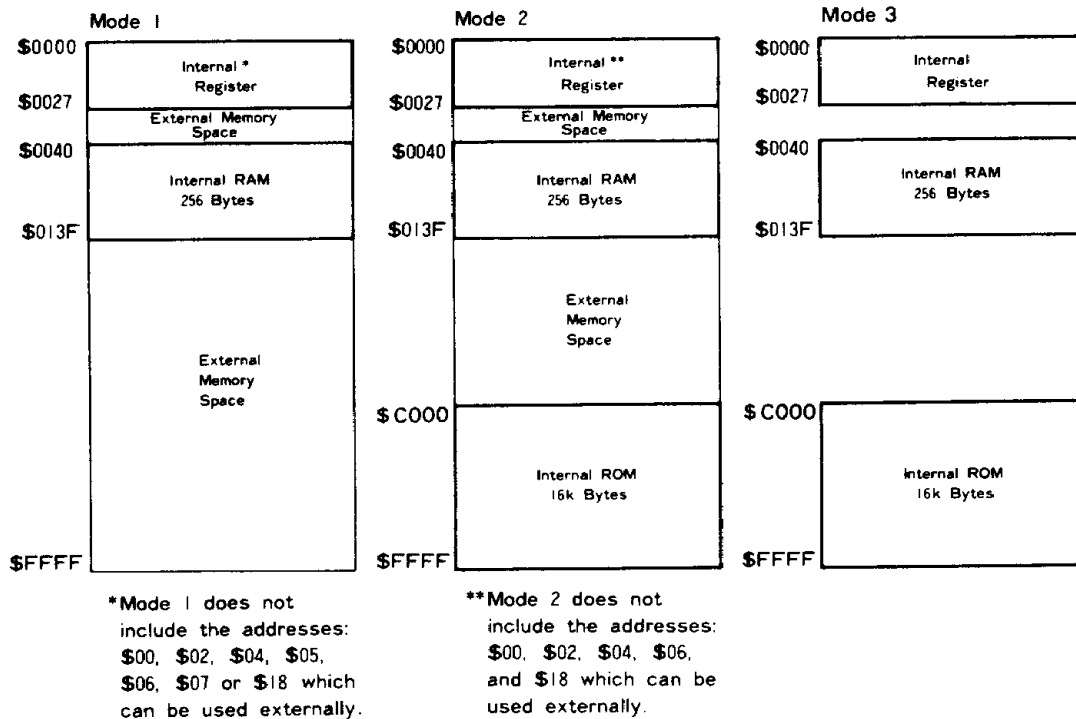 Mode 1
$0000
Internal *
Register
$0027
External Memory
Space
$0040
Internal RAM
256 Bytes
$013F
External
Memory
Space
$FFFF
*Mode 1 does not
include the addresses:
$00, $02, $04, $05,
$06, $07 or $18 which
can be used externally.
Mode 2
$0000
Internal **
Register
$0027
External Memory
Space
$0040
Internal RAM
256 Bytes
$013F
External
Memory
Space
$C000
Internal ROM
16k Bytes
$FFFF
**Mode 2 does not
include the addresses:
$00, $02, $04, $06,
and $18 which can be
used externally.
Mode 3
$0000
Internal
Register
$0027
$0040
Internal RAM
256 Bytes
$013F
$C000
Internal ROM
16k Bytes
$FFFF